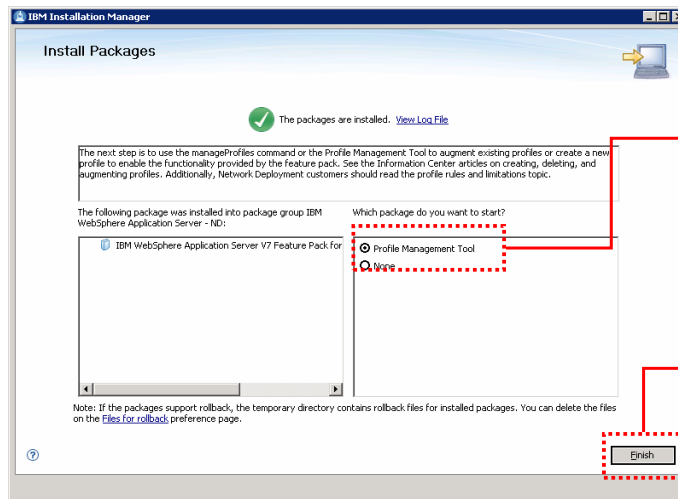 IBM Installation Manager
Install Packages
The packages are installed. View Log File
The next step is to use the manageProfiles command or the Profile Management Tool to augment existing profiles or create a new
profile to enable the functionality provided by the feature pack. See the Information Center articles on creating, deleting, and
augmenting profiles. Additionally, Network Deployment customers should read the profile rules and limitations topic.
The following package was installed into package group IBM
WebSphere Application Server - ND:
IBM WebSphere Application Server V7 Feature Pack for
Which package do you want to start?
Profile Management Tool
None
Note: If the packages support rollback, the temporary directory contains rollback files for installed packages. You can delete the files
on the Files for rollback preference page.
?
Finish